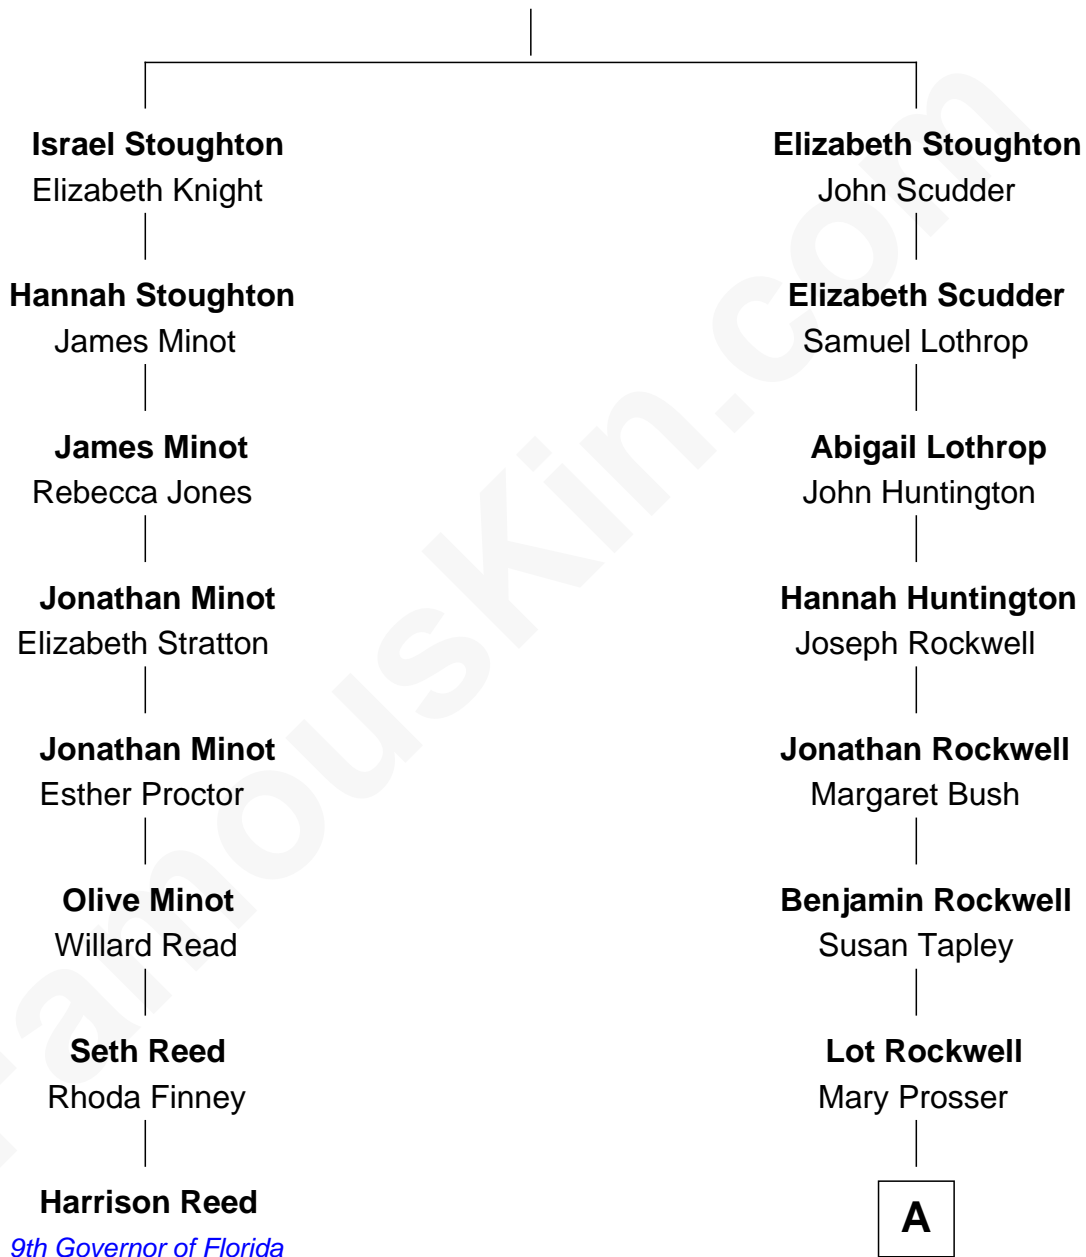 Israel Stoughton
Elizabeth Knight
Hannah Stoughton
James Minot
James Minot
Rebecca Jones
Jonathan Minot
Elizabeth Stratton
Jonathan Minot
Esther Proctor
Olive Minot
Willard Read
Seth Reed
Rhoda Finney
Harrison Reed
9th Governor of Florida
Elizabeth Stoughton
John Scudder
Elizabeth Scudder
Samuel Lothrop
Abigail Lothrop
John Huntington
Hannah Huntington
Joseph Rockwell
Jonathan Rockwell
Margaret Bush
Benjamin Rockwell
Susan Tapley
Lot Rockwell
Mary Prosser
A
FamousKin.com